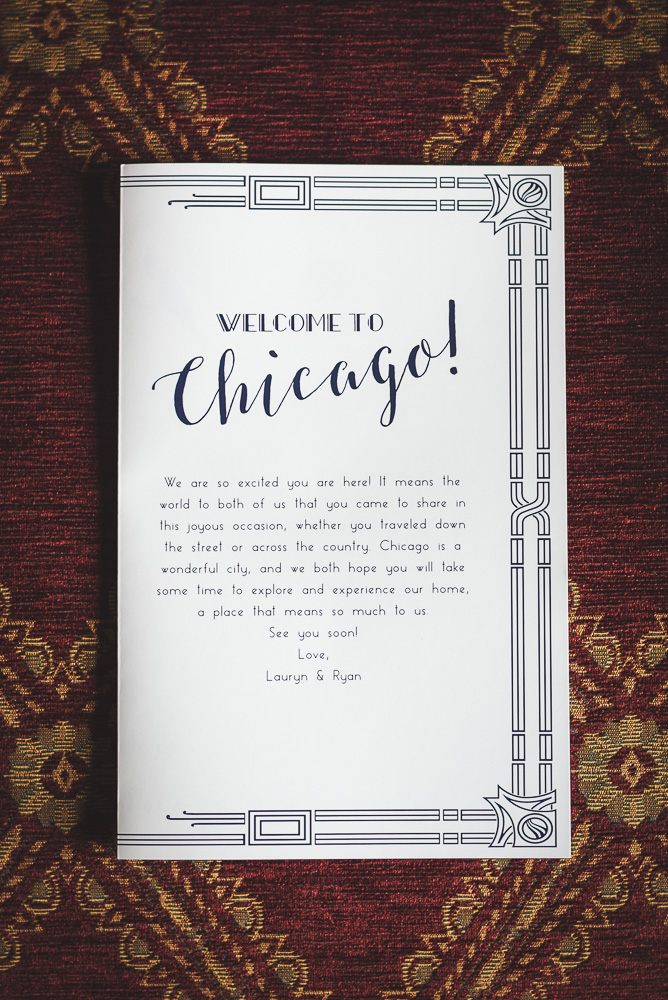 WELCOME TO
Chicago!
We are so excited you are here! It means the
world to both of us that you came to share in
this joyous occasion, whether you traveled down
the street or across the country. Chicago is a
wonderful city, and we both hope you will take
some time to explore and experience our home,
a place that means so much to us.
See you soon!
Love,
Lauryn & Ryan